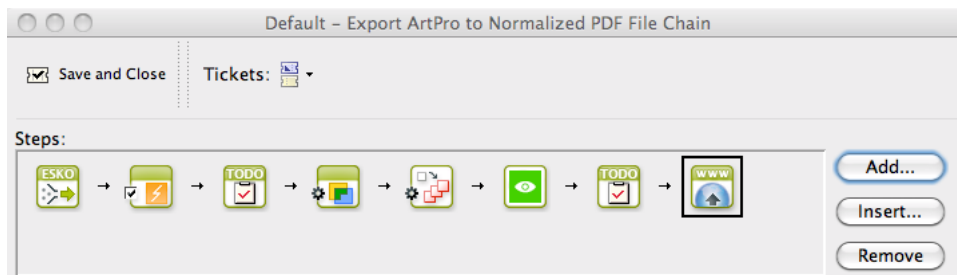 Default – Export ArtPro to Normalized PDF File Chain
Save and Close
Tickets:
Steps:
ESKO
TODO
TODO
www
Add...
Insert...
Remove